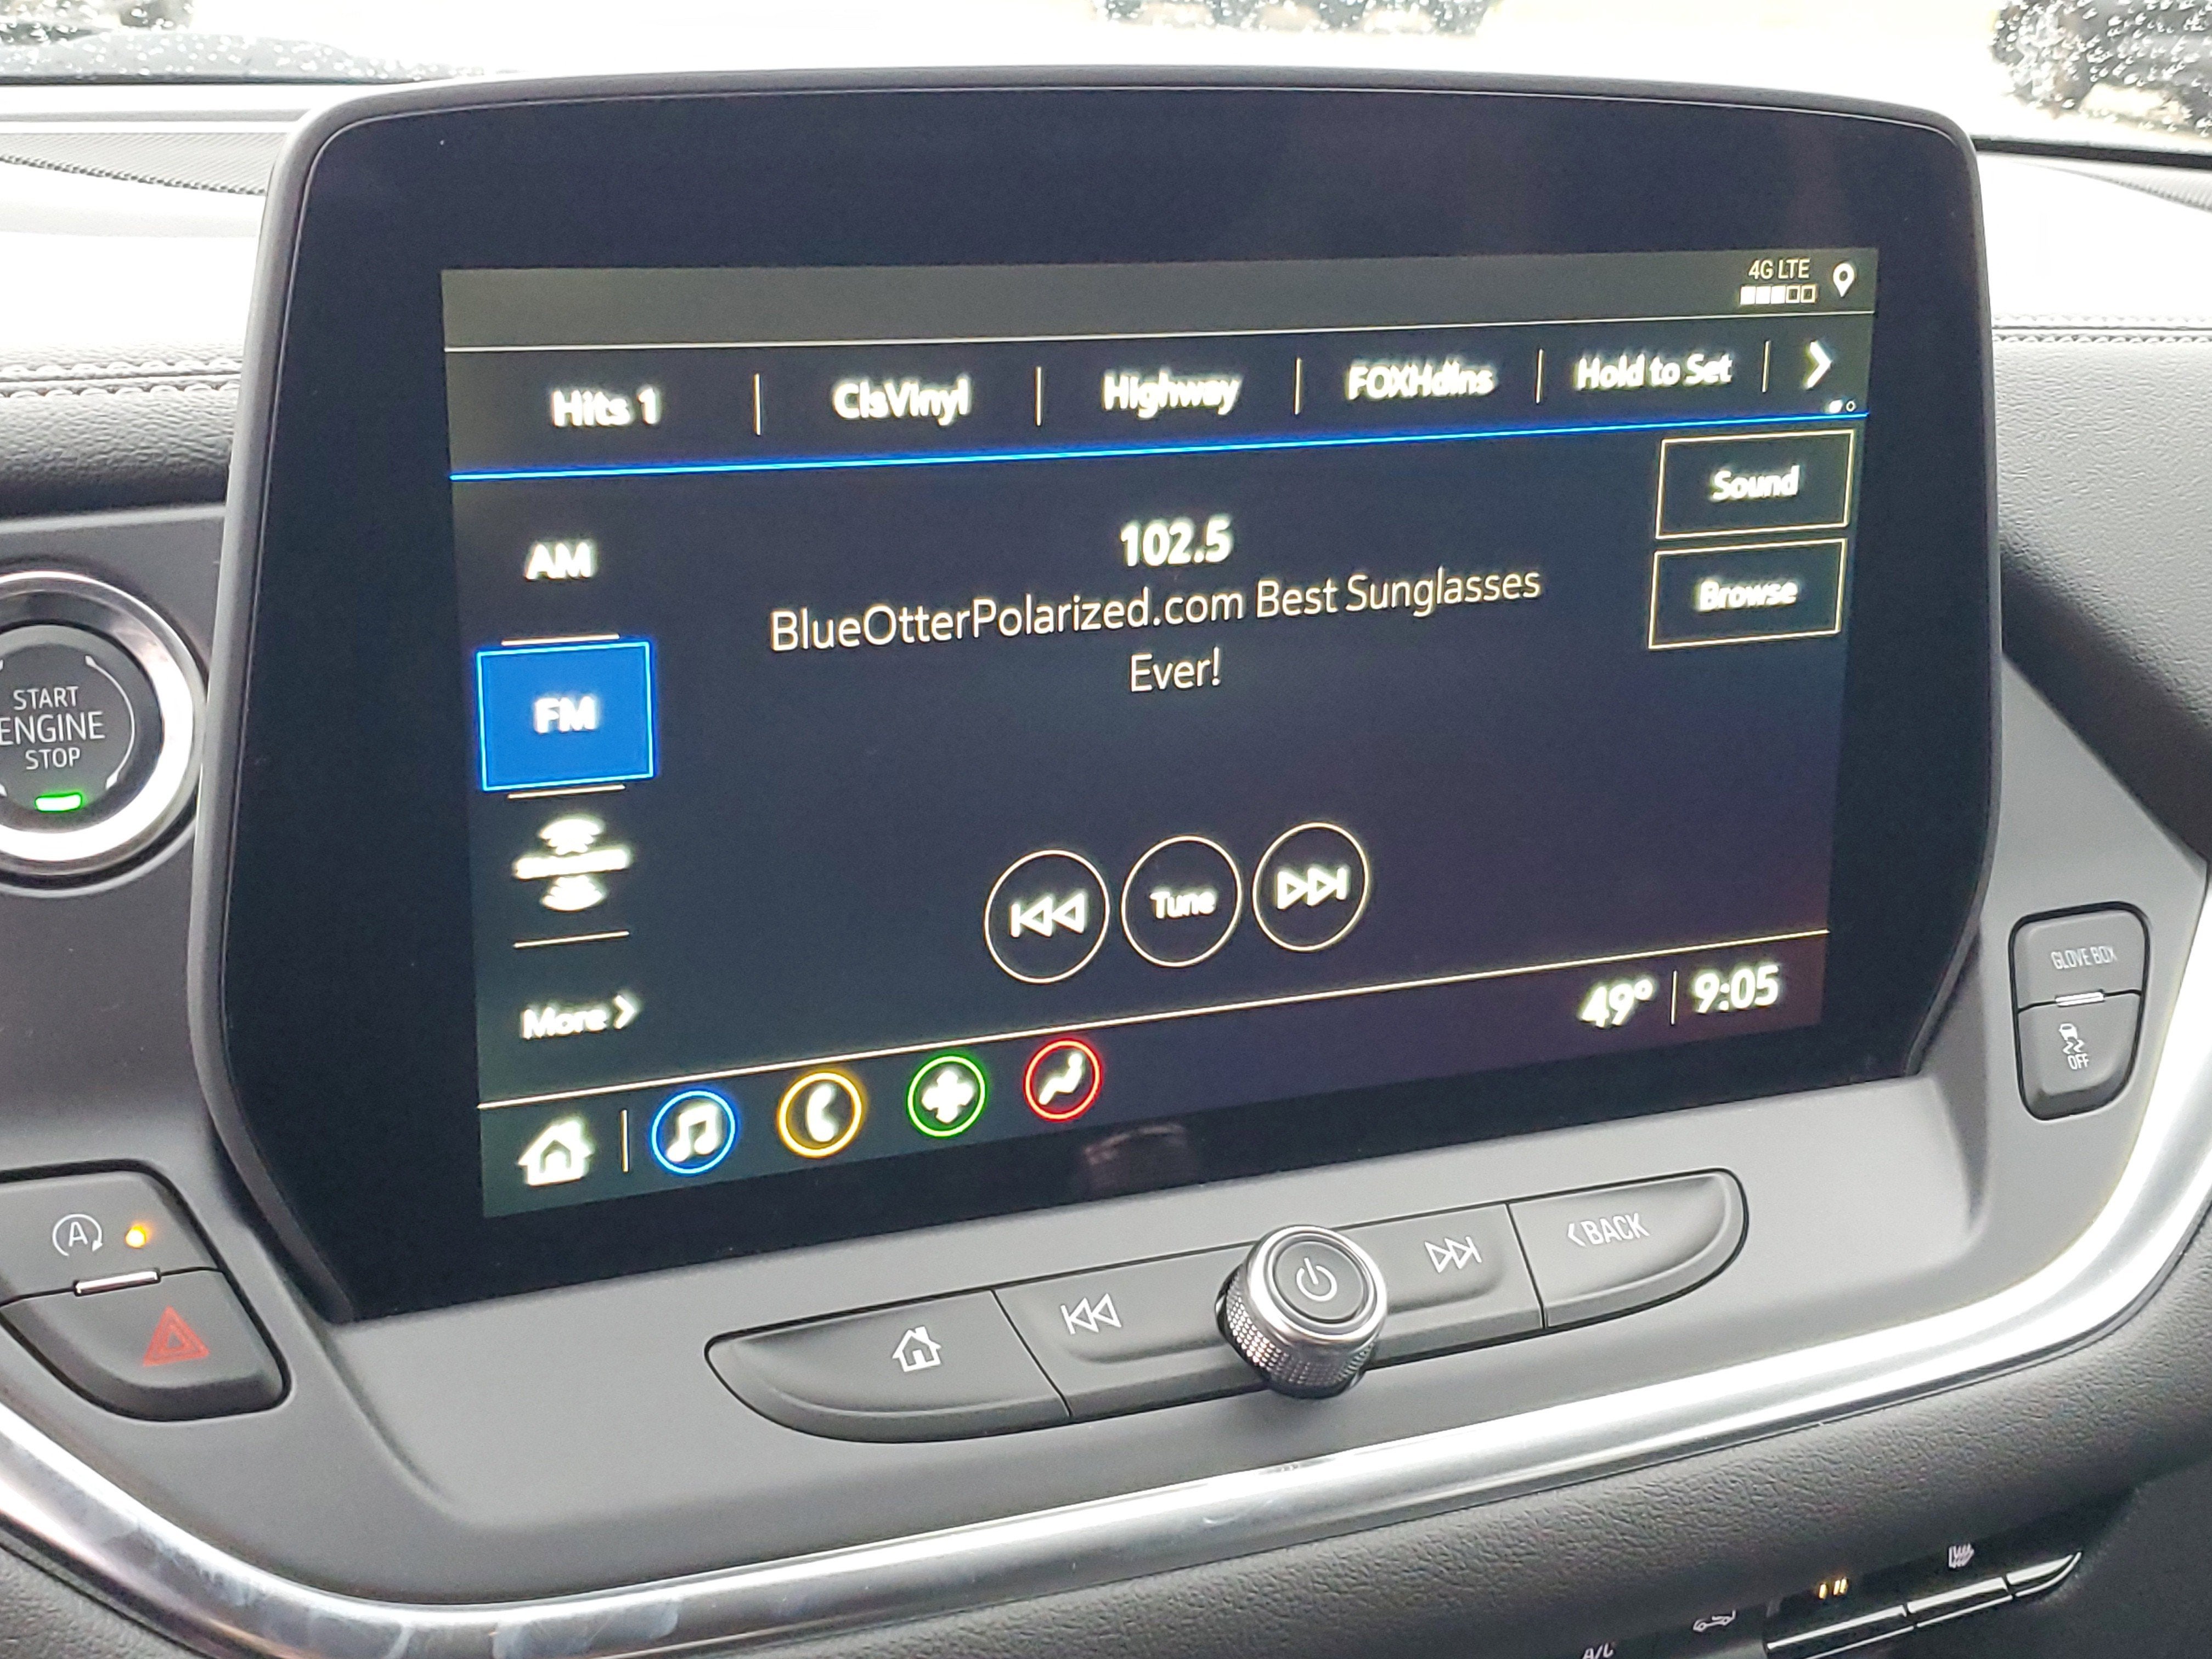 4G LTE
Hits 1 ClsVinyl Highway FOXHdlns Hold to Set
Sound
AM 102.5
BlueOtterPolarized.com Best Sunglasses
Ever!
Browse
FM
START
ENGINE
STOP
Tune
More
49° 9:05
GLOVE BOX
OFF
A
BACK
A/C